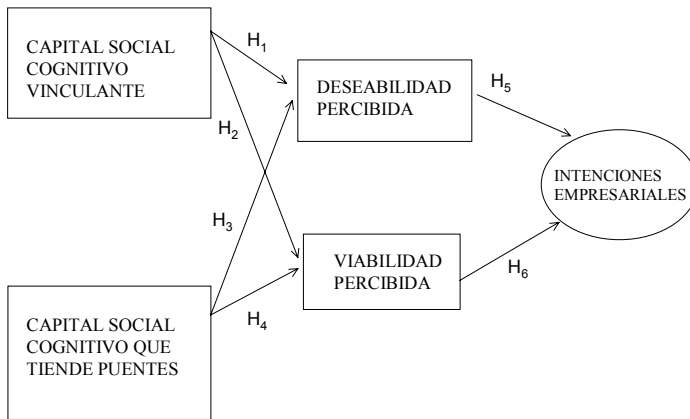 CAPITAL SOCIAL
COGNITIVO
VINCULANTE
H1
H2
DESEABILIDAD
PERCIBIDA
H5
INTENCIONES
EMPRESARIALES
H3
VIABILIDAD
PERCIBIDA
H6
H4
CAPITAL SOCIAL
COGNITIVO QUE
TIENDE PUENTES